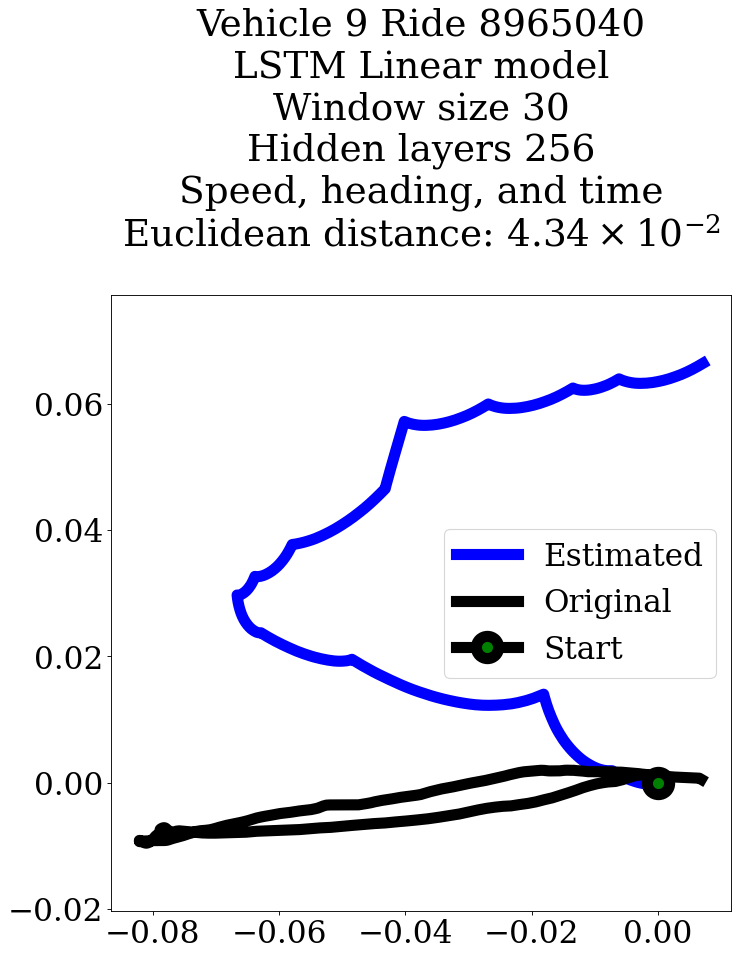 Vehicle 9 Ride 8965040
LSTM Linear model
Window size 30
Hidden layers 256
Speed, heading, and time
Euclidean distance: 4.34 × 10⁻²
0.06
0.04
0.02
0.00
−0.02
Estimated
Original
Start
−0.08 −0.06 −0.04 −0.02 0.00